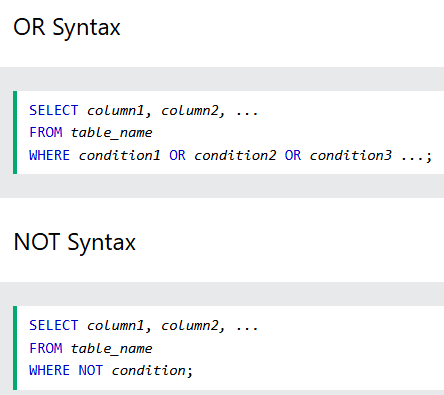 OR Syntax
SELECT column1, column2, ...
FROM table_name
WHERE condition1 OR condition2 OR condition3 ...;
NOT Syntax
SELECT column1, column2, ...
FROM table_name
WHERE NOT condition;